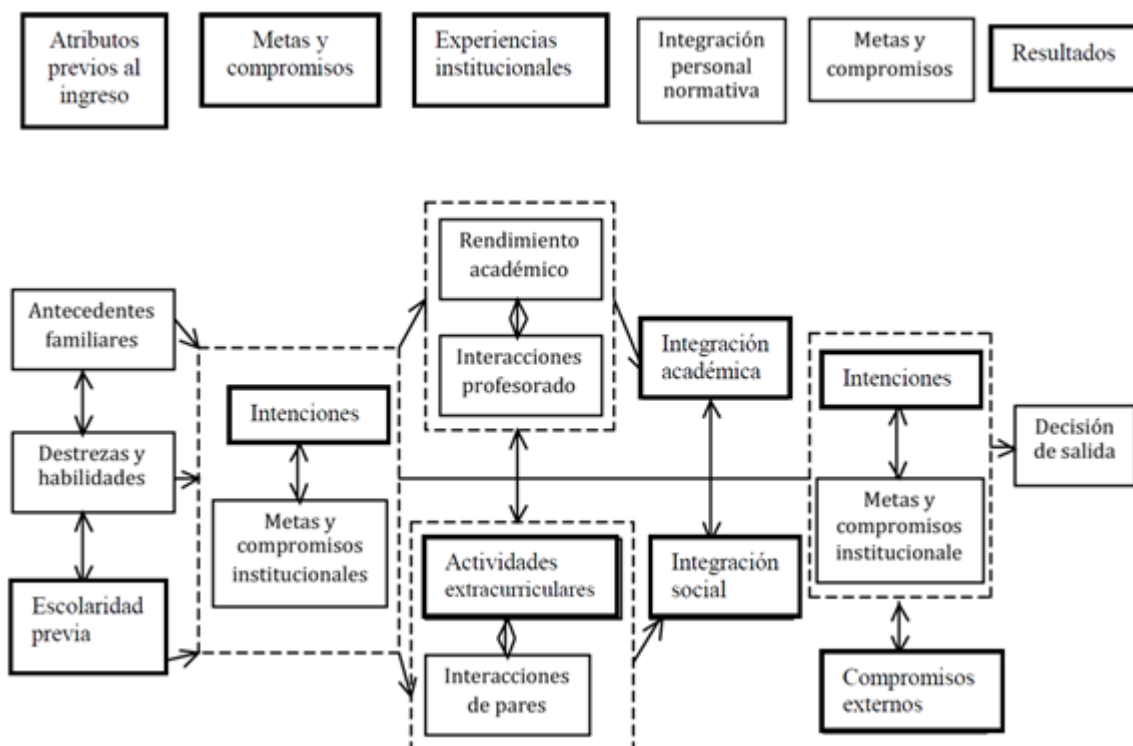 Atributos
previos al
ingreso
Metas y
compromisos
Experiencias
institucionales
Integración
personal
normativa
Metas y
compromisos
Resultados
Antecedentes
familiares
Destrezas y
habilidades
Escolaridad
previa
Intenciones
Metas y
compromisos
institucionales
Rendimiento
académico
Interacciones
profesorado
Actividades
extracurriculares
Interacciones
de pares
Integración
académica
Integración
social
Intenciones
Metas y
compromisos
institucionale
Compromisos
externos
Decisión
de salida